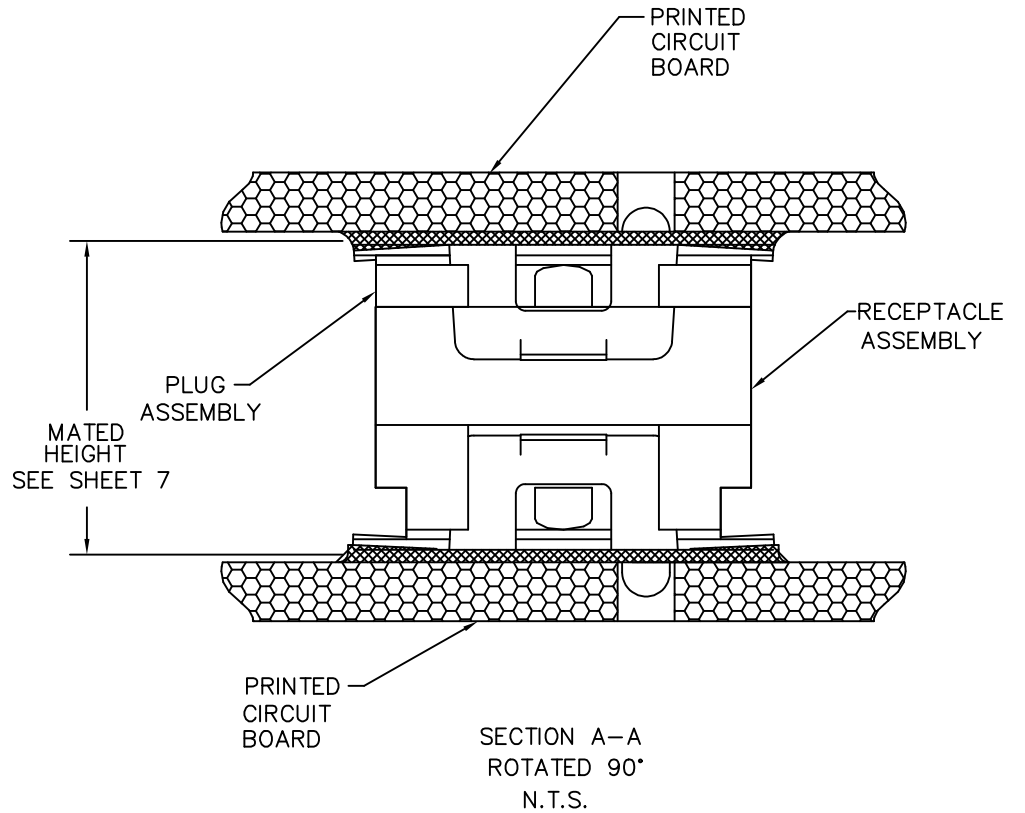 PRINTED
CIRCUIT
BOARD
RECEPTACLE
ASSEMBLY
PLUG
ASSEMBLY
MATED
HEIGHT
SEE SHEET 7
PRINTED
CIRCUIT
BOARD
SECTION A-A
ROTATED 90°
N.T.S.